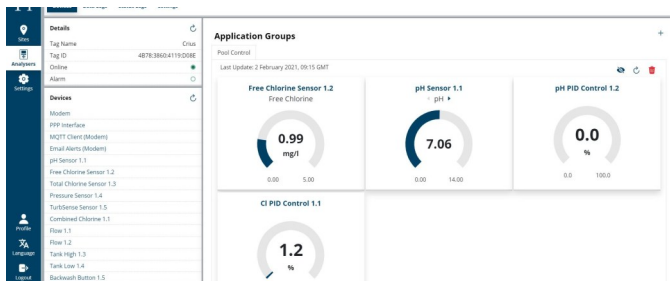 Sites
Analysers
Settings
Profile
Language
Logout
Details
Tag Name Crius
Tag ID 4B78:3860:4119:D08E
Online
Alarm
Devices
Modem
PPP Interface
MQTT Client (Modem)
Email Alerts (Modem)
pH Sensor 1.1
Free Chlorine Sensor 1.2
Total Chlorine Sensor 1.3
Pressure Sensor 1.4
TurbSense Sensor 1.5
Combined Chlorine 1.1
Flow 1.1
Flow 1.2
Tank High 1.3
Tank Low 1.4
Backwash Button 1.5
Application Groups
Pool Control
Last Update: 2 February 2021, 09:15 GMT
Free Chlorine Sensor 1.2
Free Chlorine
0.99
mg/l
0.00 5.00
pH Sensor 1.1
pH
7.06
0.00 14.00
pH PID Control 1.2
0.0
%
0.0 100.0
Cl PID Control 1.1
1.2
%